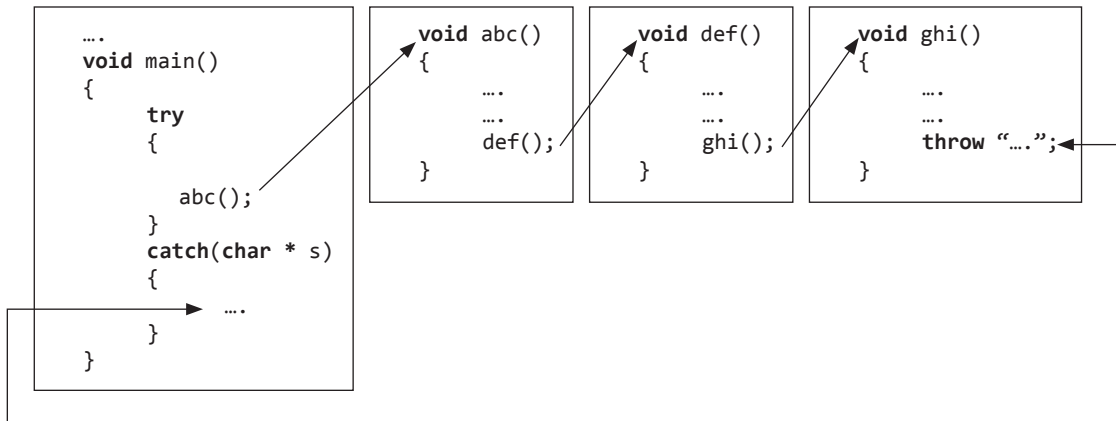 ….
void main()
{
try
{
abc();
}
catch(char * s)
{
….
}
}
void abc()
{
….
….
def();
}
void def()
{
….
….
ghi();
}
void ghi()
{
….
….
throw “….”;
}